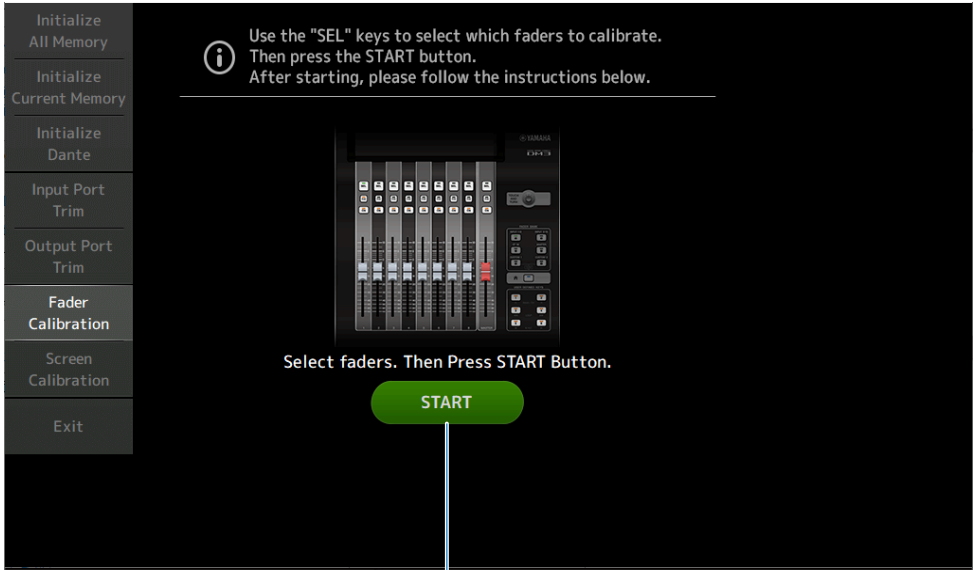 Initialize
All Memory
Initialize
Current Memory
Initialize
Dante
Input Port
Trim
Output Port
Trim
Fader
Calibration
Screen
Calibration
Exit
Use the "SEL" keys to select which faders to calibrate.
Then press the START button.
After starting, please follow the instructions below.
YAMAHA
DM3
Select faders. Then Press START Button.
START